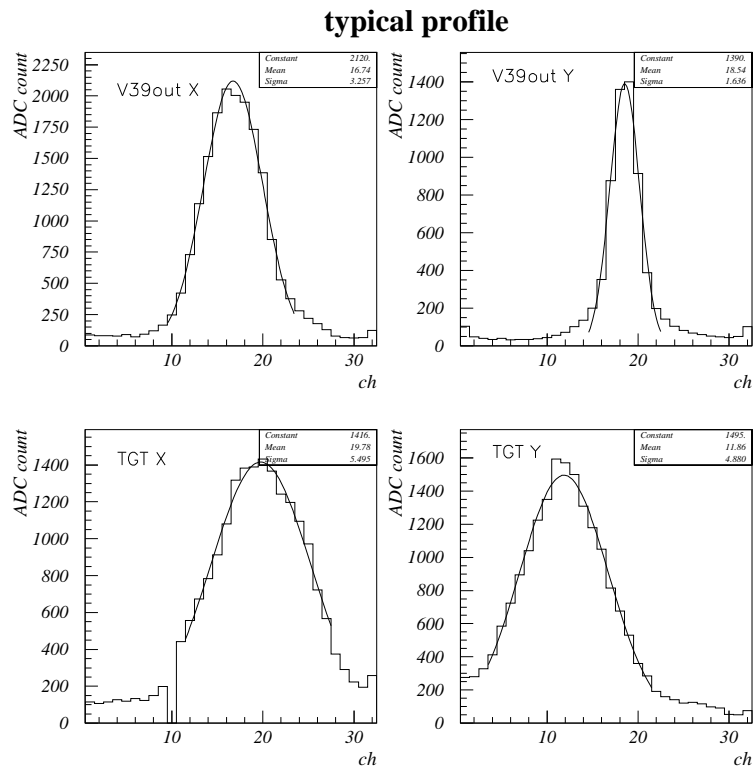 typical profile
V39out X
Constant 2120.
Mean 16.74
Sigma 3.257
ADC count
2250
2000
1750
1500
1250
1000
750
500
250
0
10 20 30
ch
V39out Y
Constant 1390.
Mean 18.54
Sigma 1.636
ADC count
1400
1200
1000
800
600
400
200
0
10 20 30
ch
TGT X
Constant 1416.
Mean 19.78
Sigma 5.495
ADC count
1400
1200
1000
800
600
400
200
0
10 20 30
ch
TGT Y
Constant 1495.
Mean 11.86
Sigma 4.880
ADC count
1600
1400
1200
1000
800
600
400
200
0
10 20 30
ch